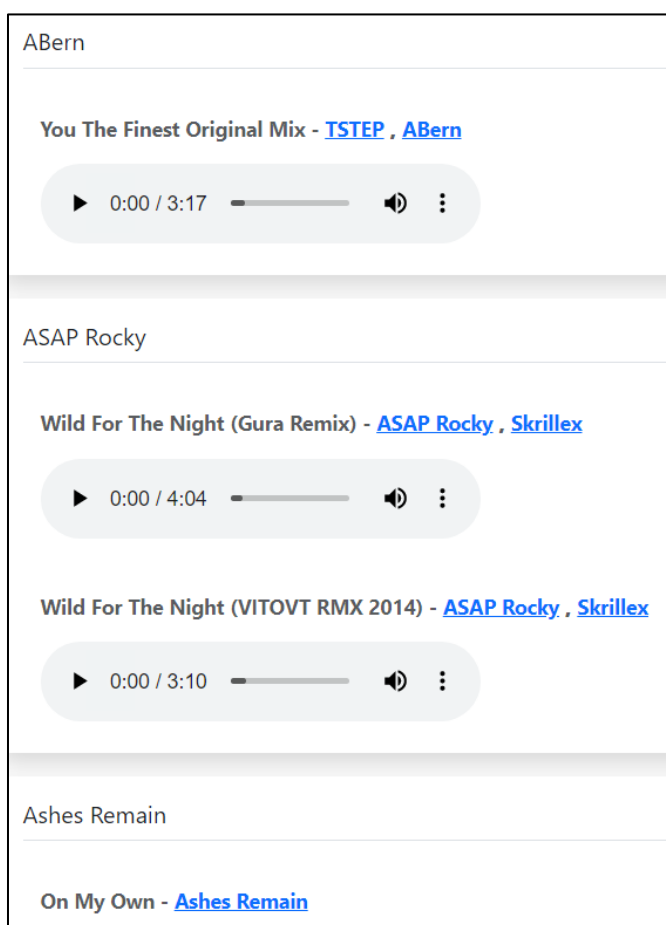 ABern
You The Finest Original Mix - TSTEP , ABern
0:00 / 3:17
ASAP Rocky
Wild For The Night (Gura Remix) - ASAP Rocky , Skrillex
0:00 / 4:04
Wild For The Night (VITOVT RMX 2014) - ASAP Rocky , Skrillex
0:00 / 3:10
Ashes Remain
On My Own - Ashes Remain